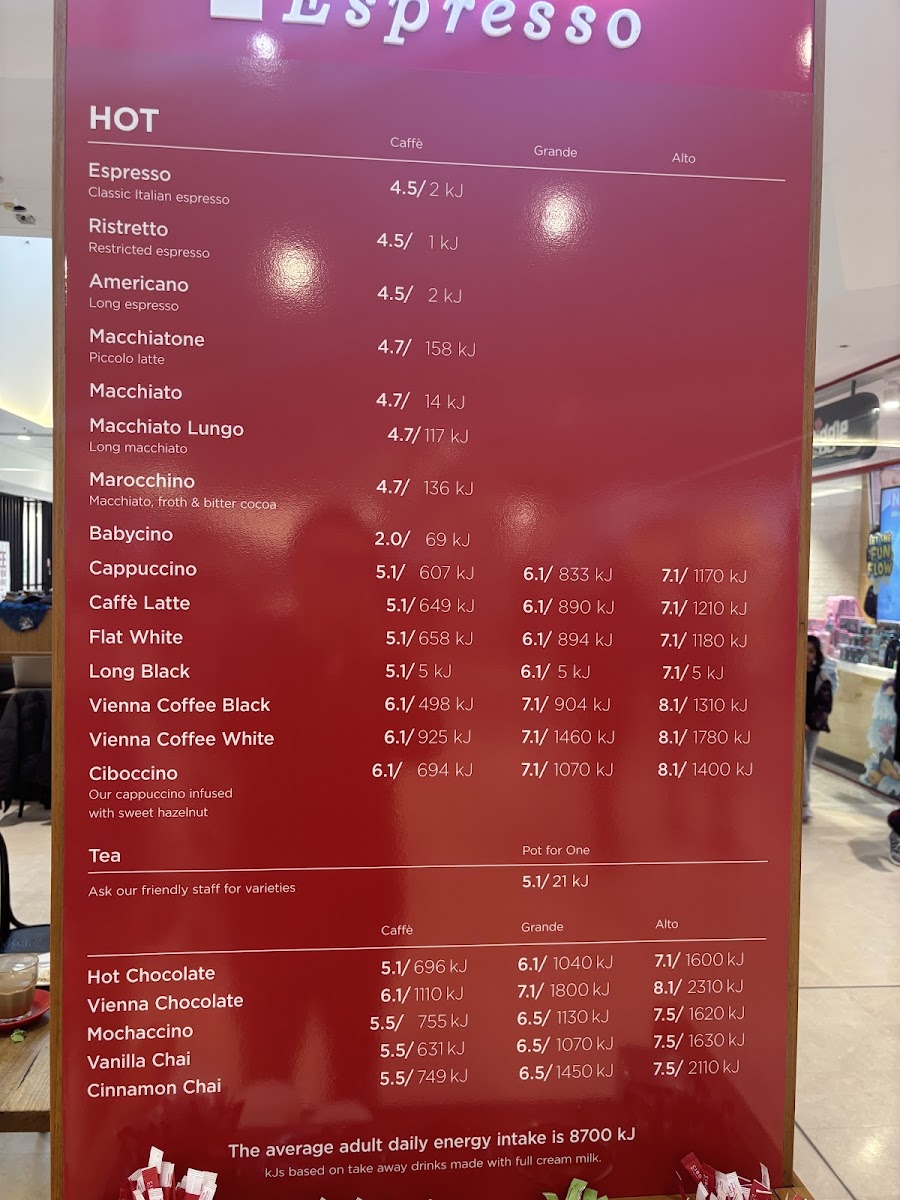 Espresso
HOT
Caffè Grande Alto
Espresso 4.5/ 2 kJ
Classic Italian espresso
Ristretto 4.5/ 1 kJ
Restricted espresso
Americano 4.5/ 2 kJ
Long espresso
Macchiatone 4.7/ 158 kJ
Piccolo latte
Macchiato 4.7/ 14 kJ
Macchiato Lungo 4.7/ 117 kJ
Long macchiato
Marocchino 4.7/ 136 kJ
Macchiato, froth & bitter cocoa
Babycino 2.0/ 69 kJ
Cappuccino 5.1/ 607 kJ 6.1/ 833 kJ 7.1/ 1170 kJ
Caffè Latte 5.1/ 649 kJ 6.1/ 890 kJ 7.1/ 1210 kJ
Flat White 5.1/ 658 kJ 6.1/ 894 kJ 7.1/ 1180 kJ
Long Black 5.1/ 5 kJ 6.1/ 5 kJ 7.1/ 5 kJ
Vienna Coffee Black 6.1/ 498 kJ 7.1/ 904 kJ 8.1/ 1310 kJ
Vienna Coffee White 6.1/ 925 kJ 7.1/ 1460 kJ 8.1/ 1780 kJ
Ciboccino 6.1/ 694 kJ 7.1/ 1070 kJ 8.1/ 1400 kJ
Our cappuccino infused
with sweet hazelnut
Tea Pot for One
Ask our friendly staff for varieties 5.1/ 21 kJ
Caffè Grande Alto
Hot Chocolate 5.1/ 696 kJ 6.1/ 1040 kJ 7.1/ 1600 kJ
Vienna Chocolate 6.1/ 1110 kJ 7.1/ 1800 kJ 8.1/ 2310 kJ
Mochaccino 5.5/ 755 kJ 6.5/ 1130 kJ 7.5/ 1620 kJ
Vanilla Chai 5.5/ 631 kJ 6.5/ 1070 kJ 7.5/ 1630 kJ
Cinnamon Chai 5.5/ 749 kJ 6.5/ 1450 kJ 7.5/ 2110 kJ
The average adult daily energy intake is 8700 kJ
kJs based on take away drinks made with full cream milk.
FUN
FLOW